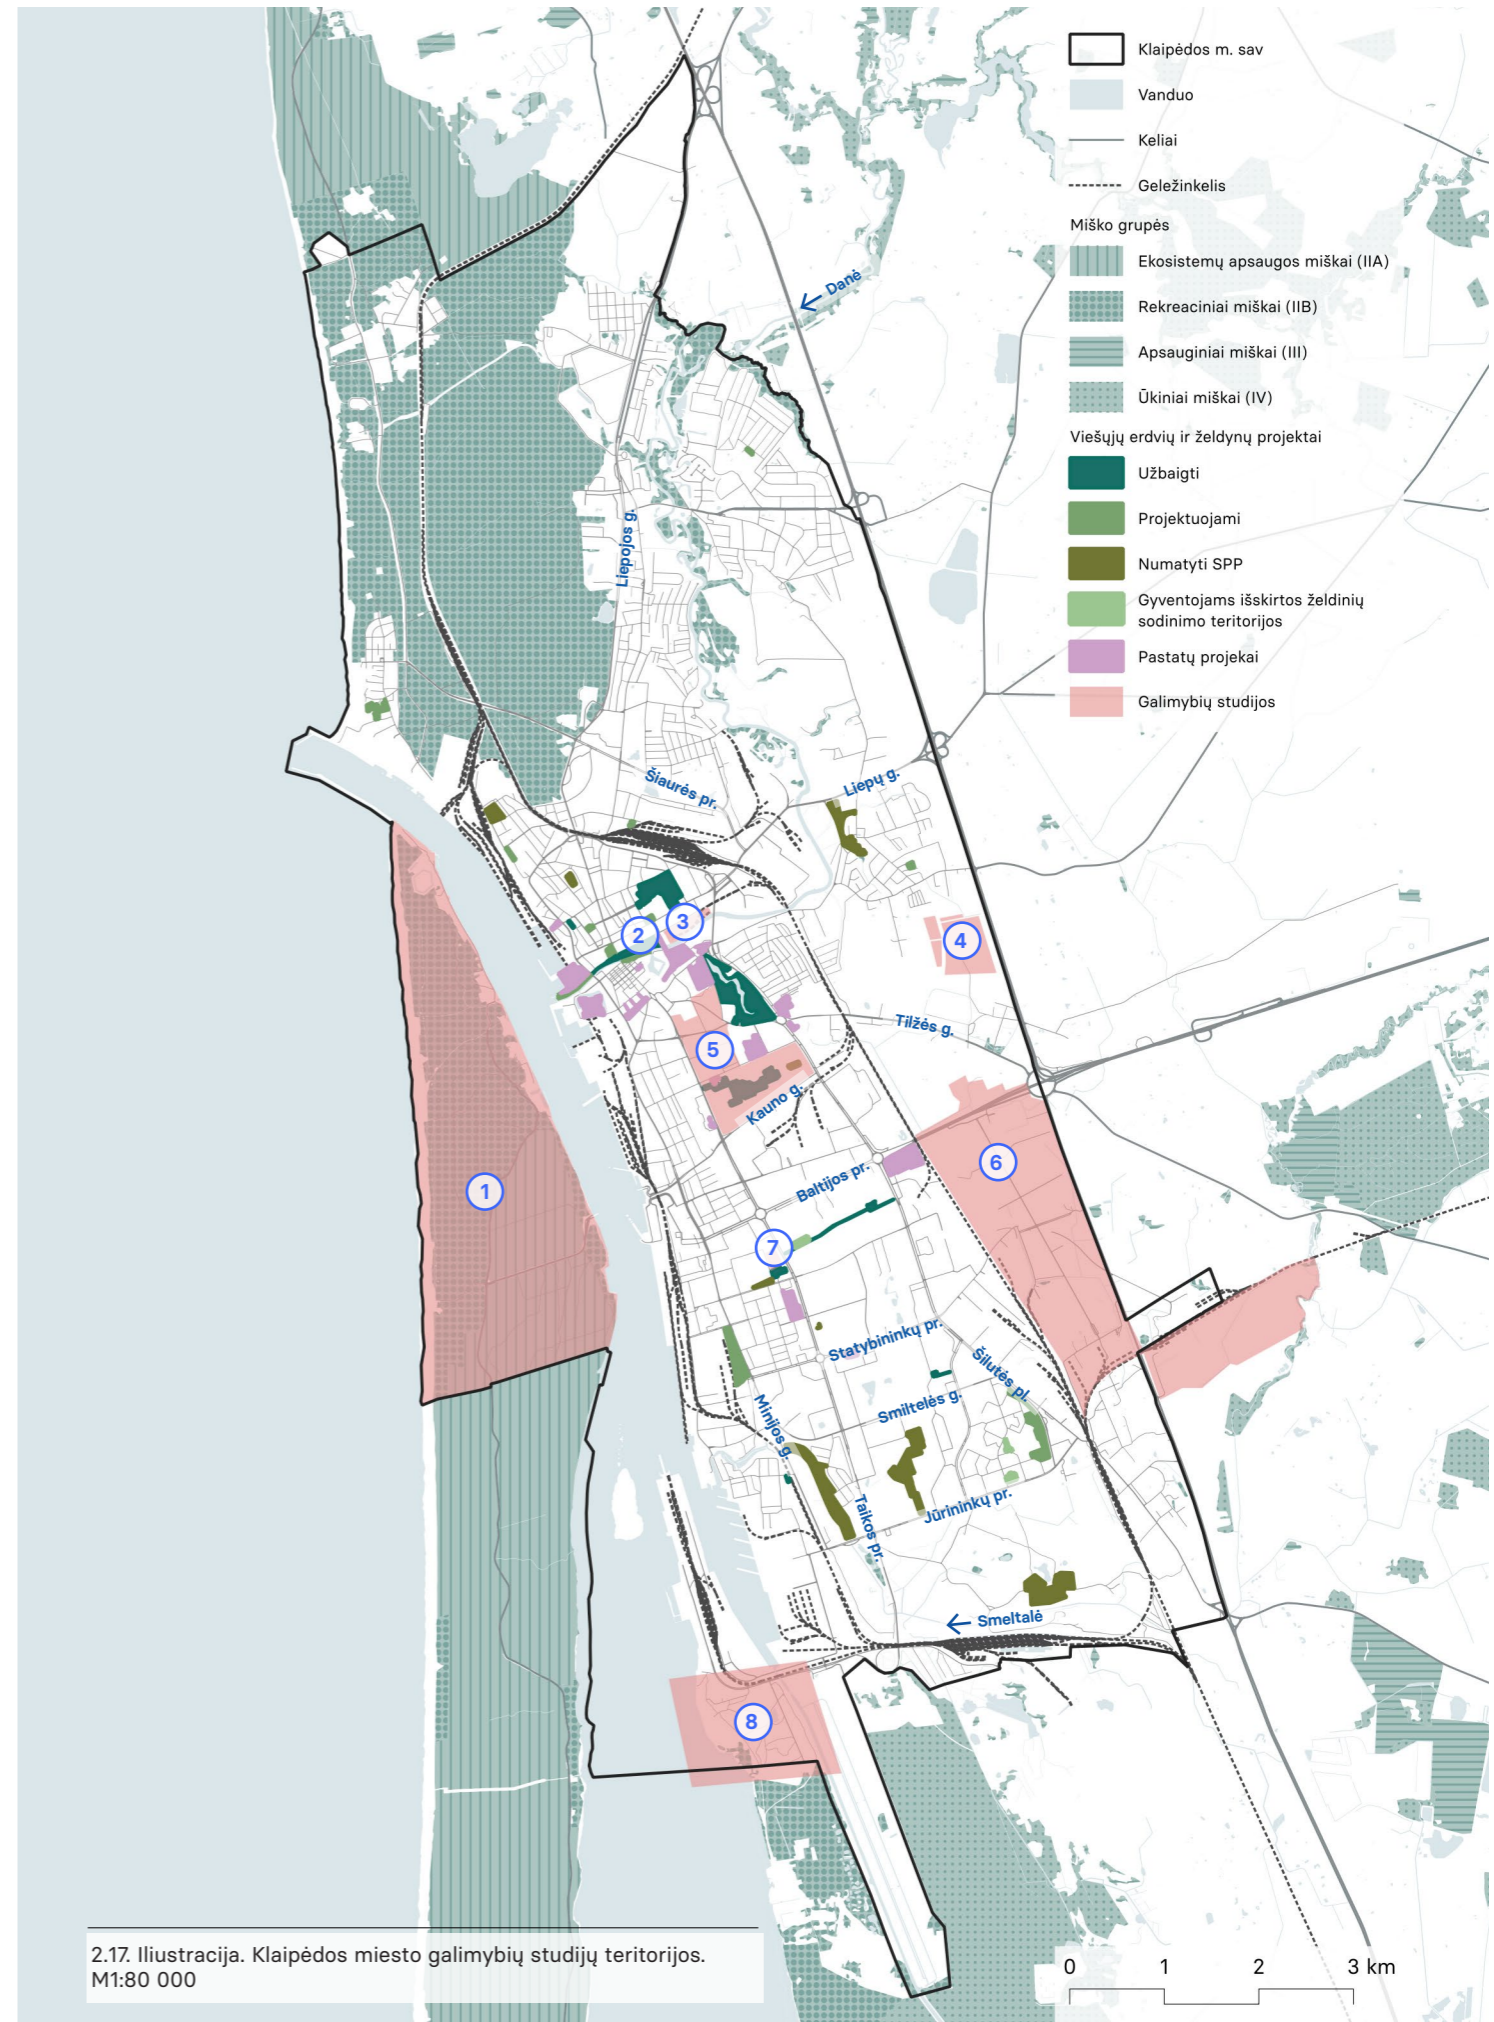 Klaipėdos m. sav
Vanduo
Keliai
Geležinkelis
Miško grupės
Ekosistemų apsaugos miškai (IIA)
Rekreaciniai miškai (IIB)
Apsauginiai miškai (III)
Ūkiniai miškai (IV)
Viešųjų erdvių ir želdynų projektai
Užbaigti
Projektuojami
Numatyti SPP
Gyventojams išskirtos želdinių
sodinimo teritorijos
Pastatų projekai
Galimybių studijos
Danė
Liepojos g.
Šiaurės pr.
Liepų g.
3
2
4
Tilžės g.
5
Kauno g.
6
Baltijos pr.
1
7
Statybininkų pr.
Šilutės pl.
Smiltelės g.
Minijos g.
Taikos pr.
Jūrininkų pr.
Smeltalė
8
2.17. Iliustracija. Klaipėdos miesto galimybių studijų teritorijos.
M1:80 000
0 1 2 3 km